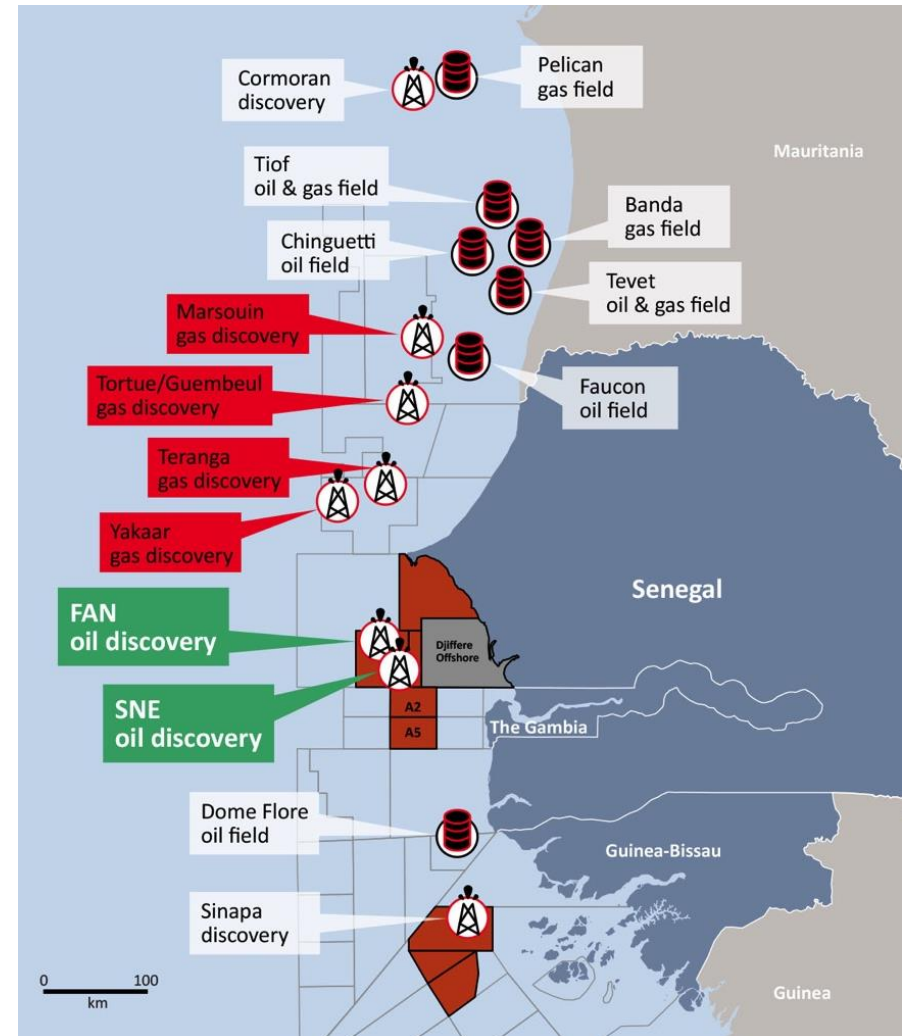 Cormoran
discovery
Pelican
gas field
Mauritania
Tiof
oil & gas field
Banda
gas field
Chinguetti
oil field
Tevet
oil & gas field
Marsouin
gas discovery
Tortue/Guembeul
gas discovery
Faucon
oil field
Teranga
gas discovery
Yakaar
gas discovery
Senegal
FAN
oil discovery
Djiffere
Offshore
SNE
oil discovery
A2
A5
The Gambia
Dome Flore
oil field
Guinea-Bissau
Sinapa
discovery
0
100
km
Guinea